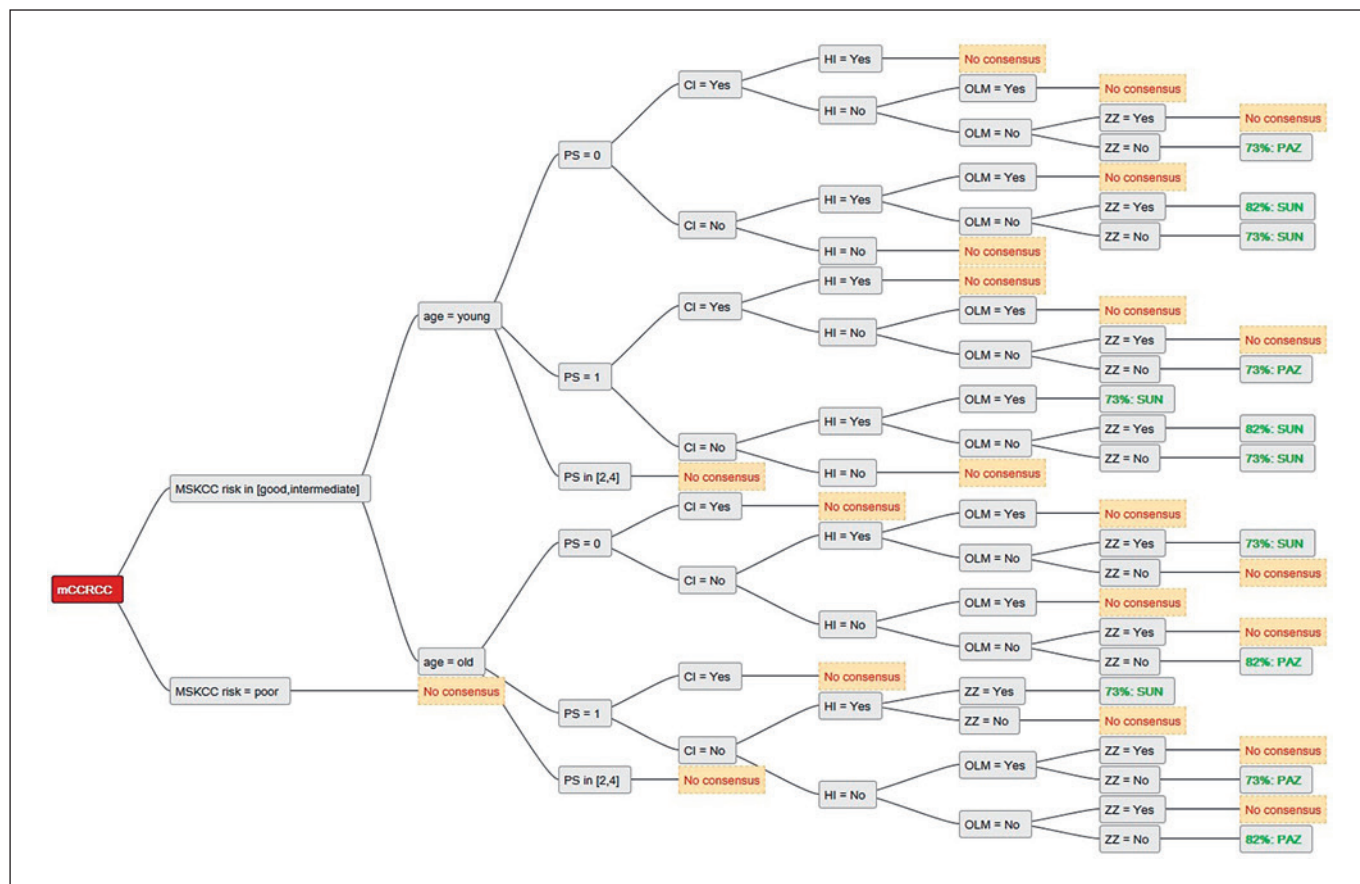 HI = Yes
No consensus
CI = Yes
OLM = Yes
No consensus
HI = No
ZZ = Yes
No consensus
OLM = No
PS = 0
ZZ = No
73%: PAZ
OLM = Yes
No consensus
HI = Yes
ZZ = Yes
82%: SUN
CI = No
OLM = No
ZZ = No
73%: SUN
HI = No
No consensus
HI = Yes
No consensus
CI = Yes
age = young
OLM = Yes
No consensus
HI = No
ZZ = Yes
No consensus
OLM = No
PS = 1
ZZ = No
73%: PAZ
OLM = Yes
73%: SUN
HI = Yes
ZZ = Yes
82%: SUN
CI = No
OLM = No
ZZ = No
73%: SUN
HI = No
No consensus
PS in [2,4]
No consensus
MSKCC risk in [good,intermediate]
CI = Yes
No consensus
OLM = Yes
No consensus
HI = Yes
PS = 0
ZZ = Yes
73%: SUN
OLM = No
CI = No
ZZ = No
No consensus
mCCRCC
OLM = Yes
No consensus
HI = No
ZZ = Yes
No consensus
OLM = No
age = old
ZZ = No
82%: PAZ
CI = Yes
No consensus
MSKCC risk = poor
No consensus
ZZ = Yes
73%: SUN
HI = Yes
PS = 1
ZZ = No
No consensus
CI = No
ZZ = Yes
No consensus
OLM = Yes
PS in [2,4]
No consensus
ZZ = No
73%: PAZ
HI = No
ZZ = Yes
No consensus
OLM = No
ZZ = No
82%: PAZ